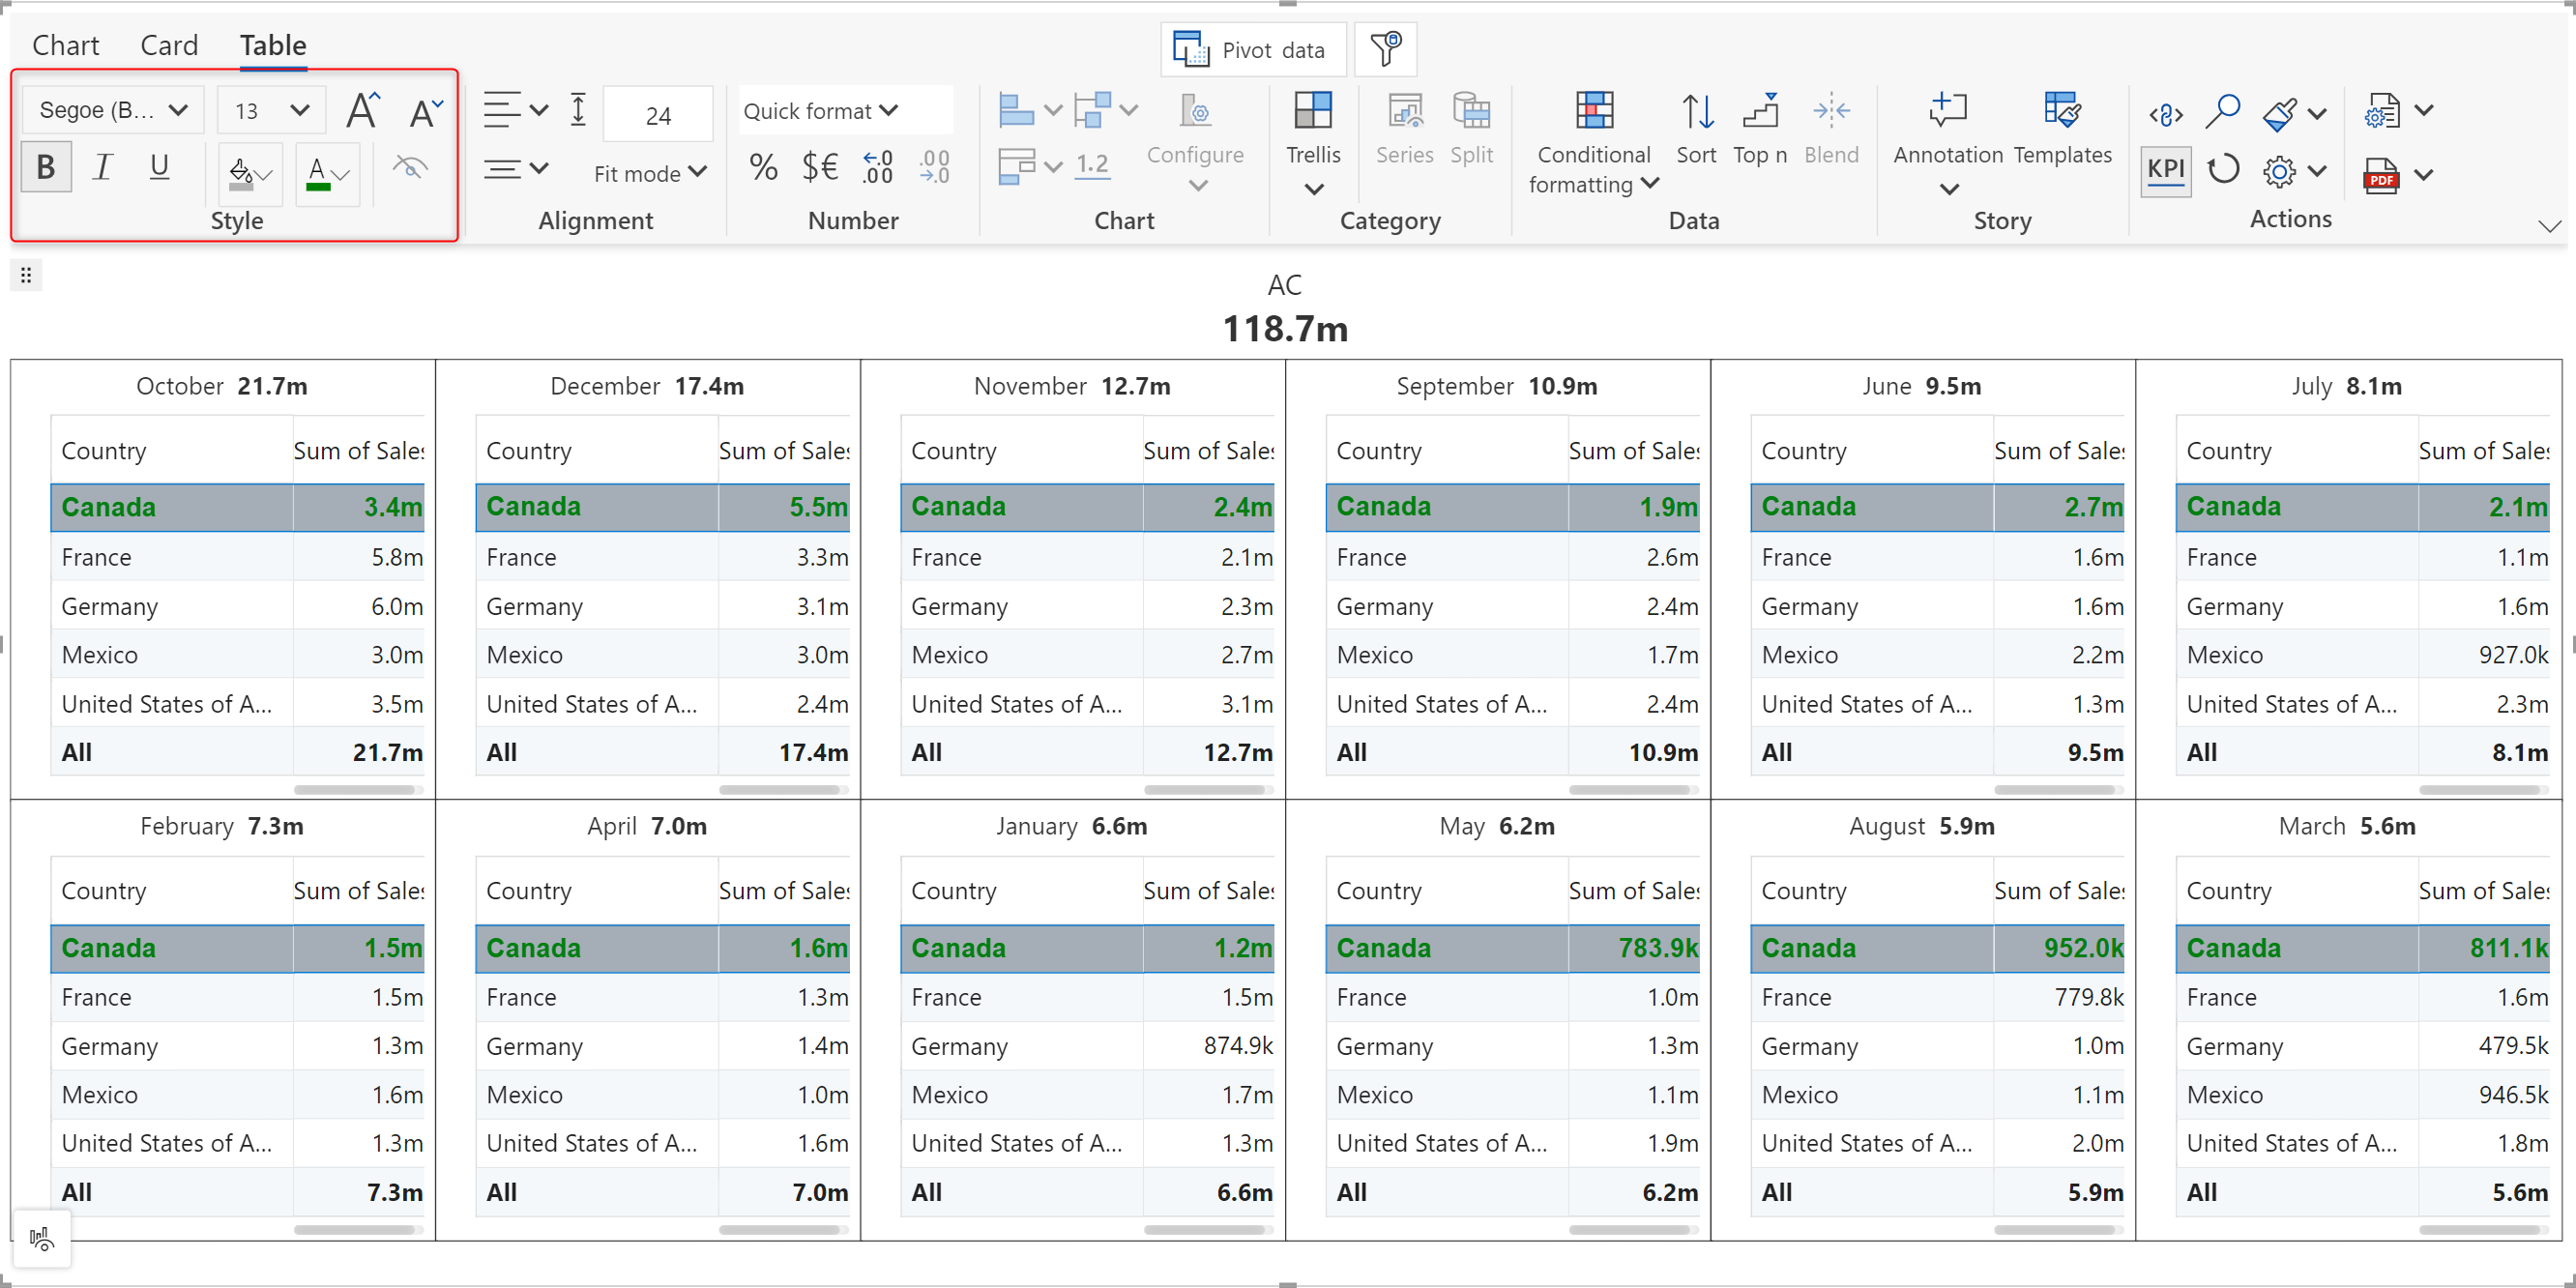 Chart Card Table
Pivot data
Segoe (B... 13 A A
24
Quick format
B I U
A
Fit mode
% $€ .0 .00 .00 .0
1.2
Configure
Trellis
Series Split
Conditional formatting
Sort Top n Blend
Annotation Templates
KPI
PDF
Style Alignment Number Chart Category Data Story Actions
AC
118.7m
October 21.7m
Country Sum of Sales
Canada 3.4m
France 5.8m
Germany 6.0m
Mexico 3.0m
United States of A... 3.5m
All 21.7m
December 17.4m
Country Sum of Sales
Canada 5.5m
France 3.3m
Germany 3.1m
Mexico 3.0m
United States of A... 2.4m
All 17.4m
November 12.7m
Country Sum of Sales
Canada 2.4m
France 2.1m
Germany 2.3m
Mexico 2.7m
United States of A... 3.1m
All 12.7m
September 10.9m
Country Sum of Sales
Canada 1.9m
France 2.6m
Germany 2.4m
Mexico 1.7m
United States of A... 2.4m
All 10.9m
June 9.5m
Country Sum of Sales
Canada 2.7m
France 1.6m
Germany 1.6m
Mexico 2.2m
United States of A... 1.3m
All 9.5m
July 8.1m
Country Sum of Sales
Canada 2.1m
France 1.1m
Germany 1.6m
Mexico 927.0k
United States of A... 2.3m
All 8.1m
February 7.3m
Country Sum of Sales
Canada 1.5m
France 1.5m
Germany 1.3m
Mexico 1.6m
United States of A... 1.3m
All 7.3m
April 7.0m
Country Sum of Sales
Canada 1.6m
France 1.3m
Germany 1.4m
Mexico 1.0m
United States of A... 1.6m
All 7.0m
January 6.6m
Country Sum of Sales
Canada 1.2m
France 1.5m
Germany 874.9k
Mexico 1.7m
United States of A... 1.3m
All 6.6m
May 6.2m
Country Sum of Sales
Canada 783.9k
France 1.0m
Germany 1.3m
Mexico 1.1m
United States of A... 1.9m
All 6.2m
August 5.9m
Country Sum of Sales
Canada 952.0k
France 779.8k
Germany 1.0m
Mexico 1.1m
United States of A... 2.0m
All 5.9m
March 5.6m
Country Sum of Sales
Canada 811.1k
France 1.6m
Germany 479.5k
Mexico 946.5k
United States of A... 1.8m
All 5.6m